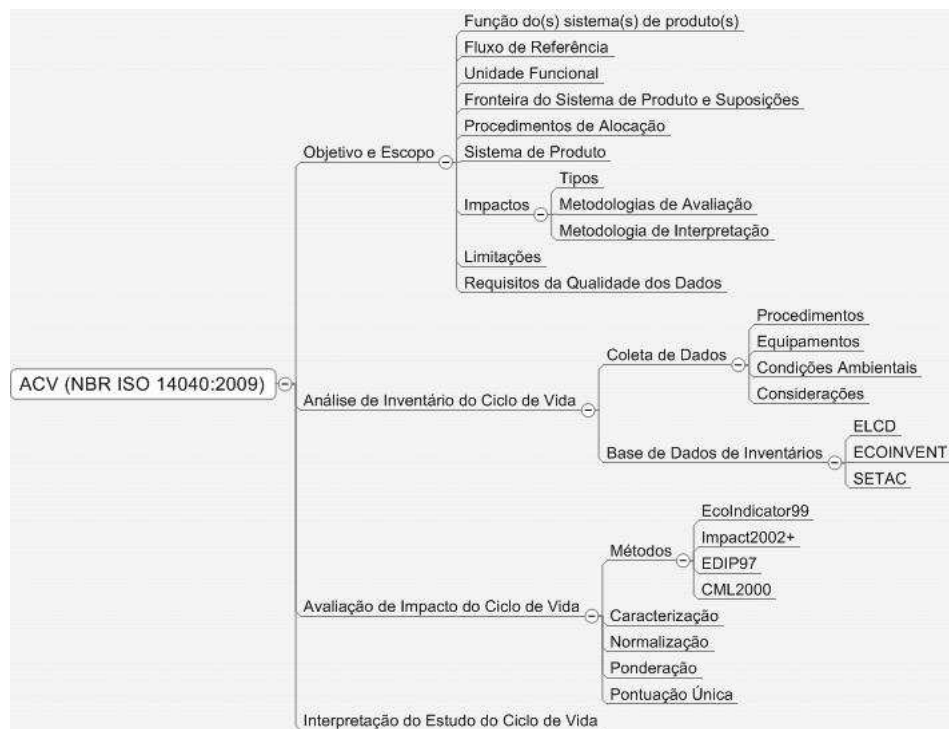 Função do(s) sistema(s) de produto(s)
Fluxo de Referência
Unidade Funcional
Fronteira do Sistema de Produto e Suposições
Procedimentos de Alocação
Objetivo e Escopo
Sistema de Produto
Tipos
Impactos
Metodologias de Avaliação
Metodologia de Interpretação
Limitações
Requisitos da Qualidade dos Dados
Procedimentos
Equipamentos
Coleta de Dados
Condições Ambientais
Considerações
ACV (NBR ISO 14040:2009)
Análise de Inventário do Ciclo de Vida
ELCD
Base de Dados de Inventários
ECOINVENT
SETAC
EcoIndicator99
Impact2002+
Métodos
EDIP97
CML2000
Avaliação de Impacto do Ciclo de Vida
Caracterização
Normalização
Ponderação
Pontuação Única
Interpretação do Estudo do Ciclo de Vida